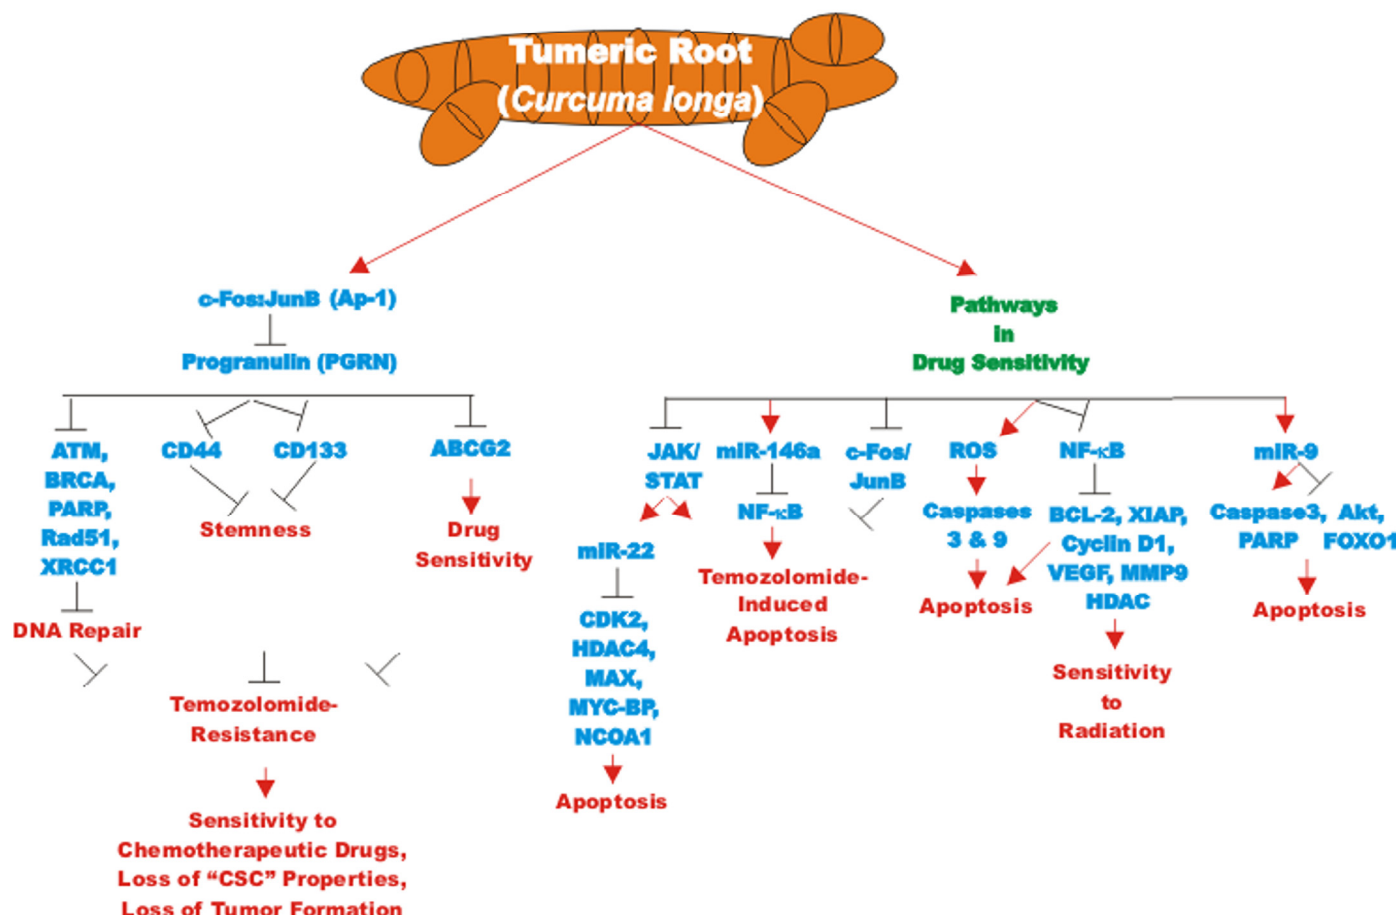 Tumeric Root
(Curcuma longa)
c-Fos:JunB (Ap-1)
Progranulin (PGRN)
ATM,
BRCA,
PARP,
Rad51,
XRCC1
DNA Repair
CD44
CD133
Stemness
ABCG2
Drug
Sensitivity
Temozolomide-
Resistance
Sensitivity to
Chemotherapeutic Drugs,
Loss of “CSC” Properties,
Loss of Tumor Formation
Pathways
in
Drug Sensitivity
JAK/
STAT
miR-22
CDK2,
HDAC4,
MAX,
MYC-BP,
NCOA1
Apoptosis
miR-146a
NF-κB
Temozolomide-
Induced
Apoptosis
c-Fos/
JunB
ROS
Caspases
3 & 9
Apoptosis
NF-κB
BCL-2, XIAP,
Cyclin D1,
VEGF, MMP9
HDAC
Sensitivity
to
Radiation
miR-9
Caspase3,
PARP
Akt,
FOXO1
Apoptosis